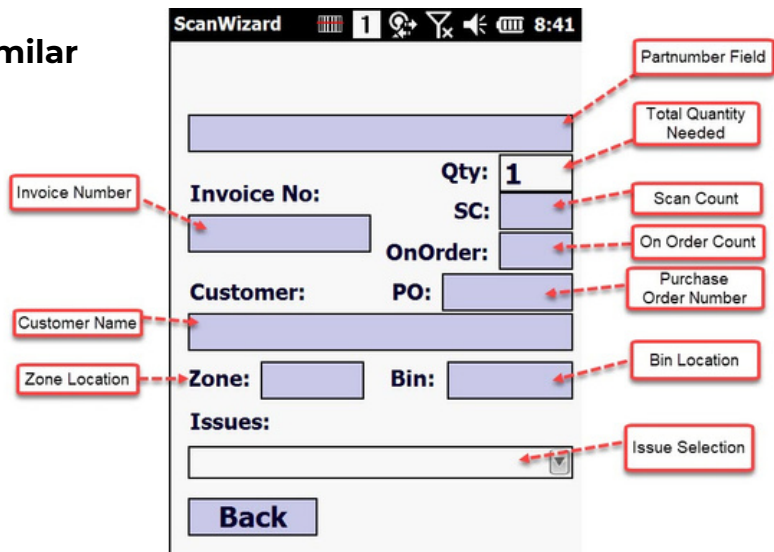 milar
ScanWizard 1 8:41
Partnumber Field
Total Quantity
Needed
Qty: 1
Invoice Number
Invoice No:
SC:
Scan Count
OnOrder:
On Order Count
Customer:
PO:
Purchase
Order Number
Customer Name
Zone Location
Zone:
Bin:
Bin Location
Issues:
Issue Selection
Back